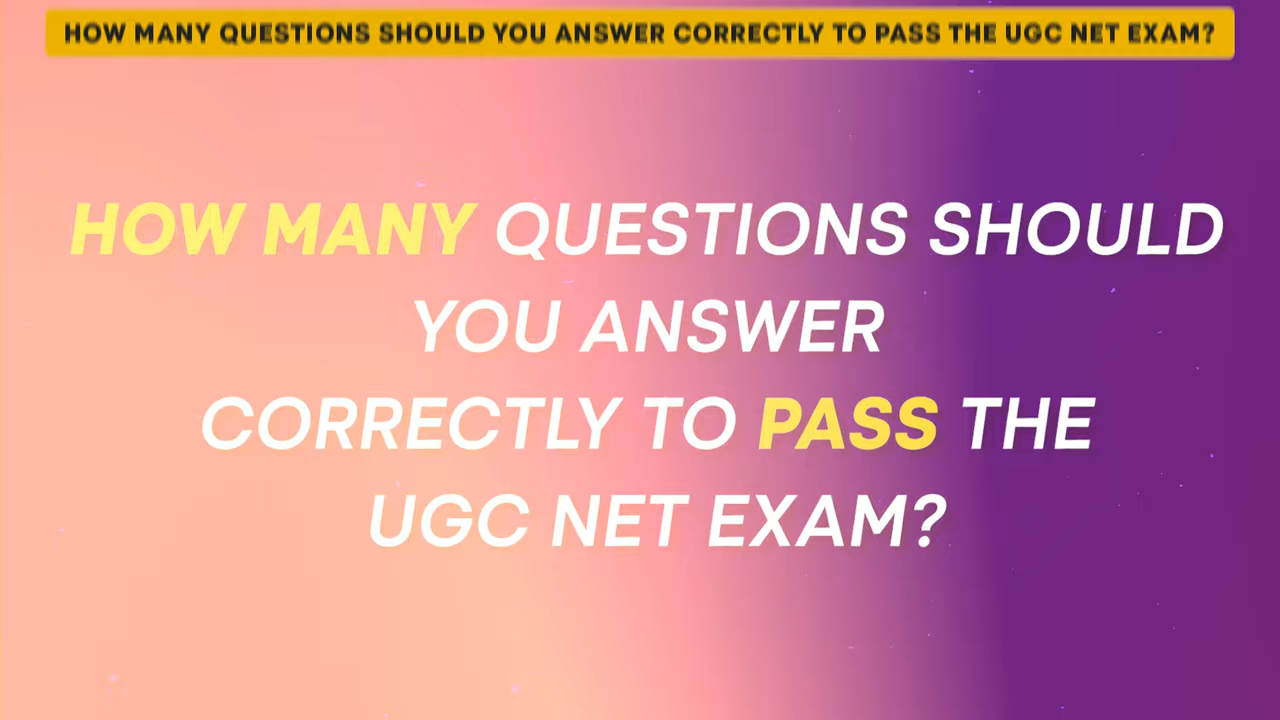 HOW MANY QUESTIONS SHOULD YOU ANSWER CORRECTLY TO PASS THE UGC NET EXAM?
HOW MANY QUESTIONS SHOULD
YOU ANSWER
CORRECTLY TO PASS THE
UGC NET EXAM?